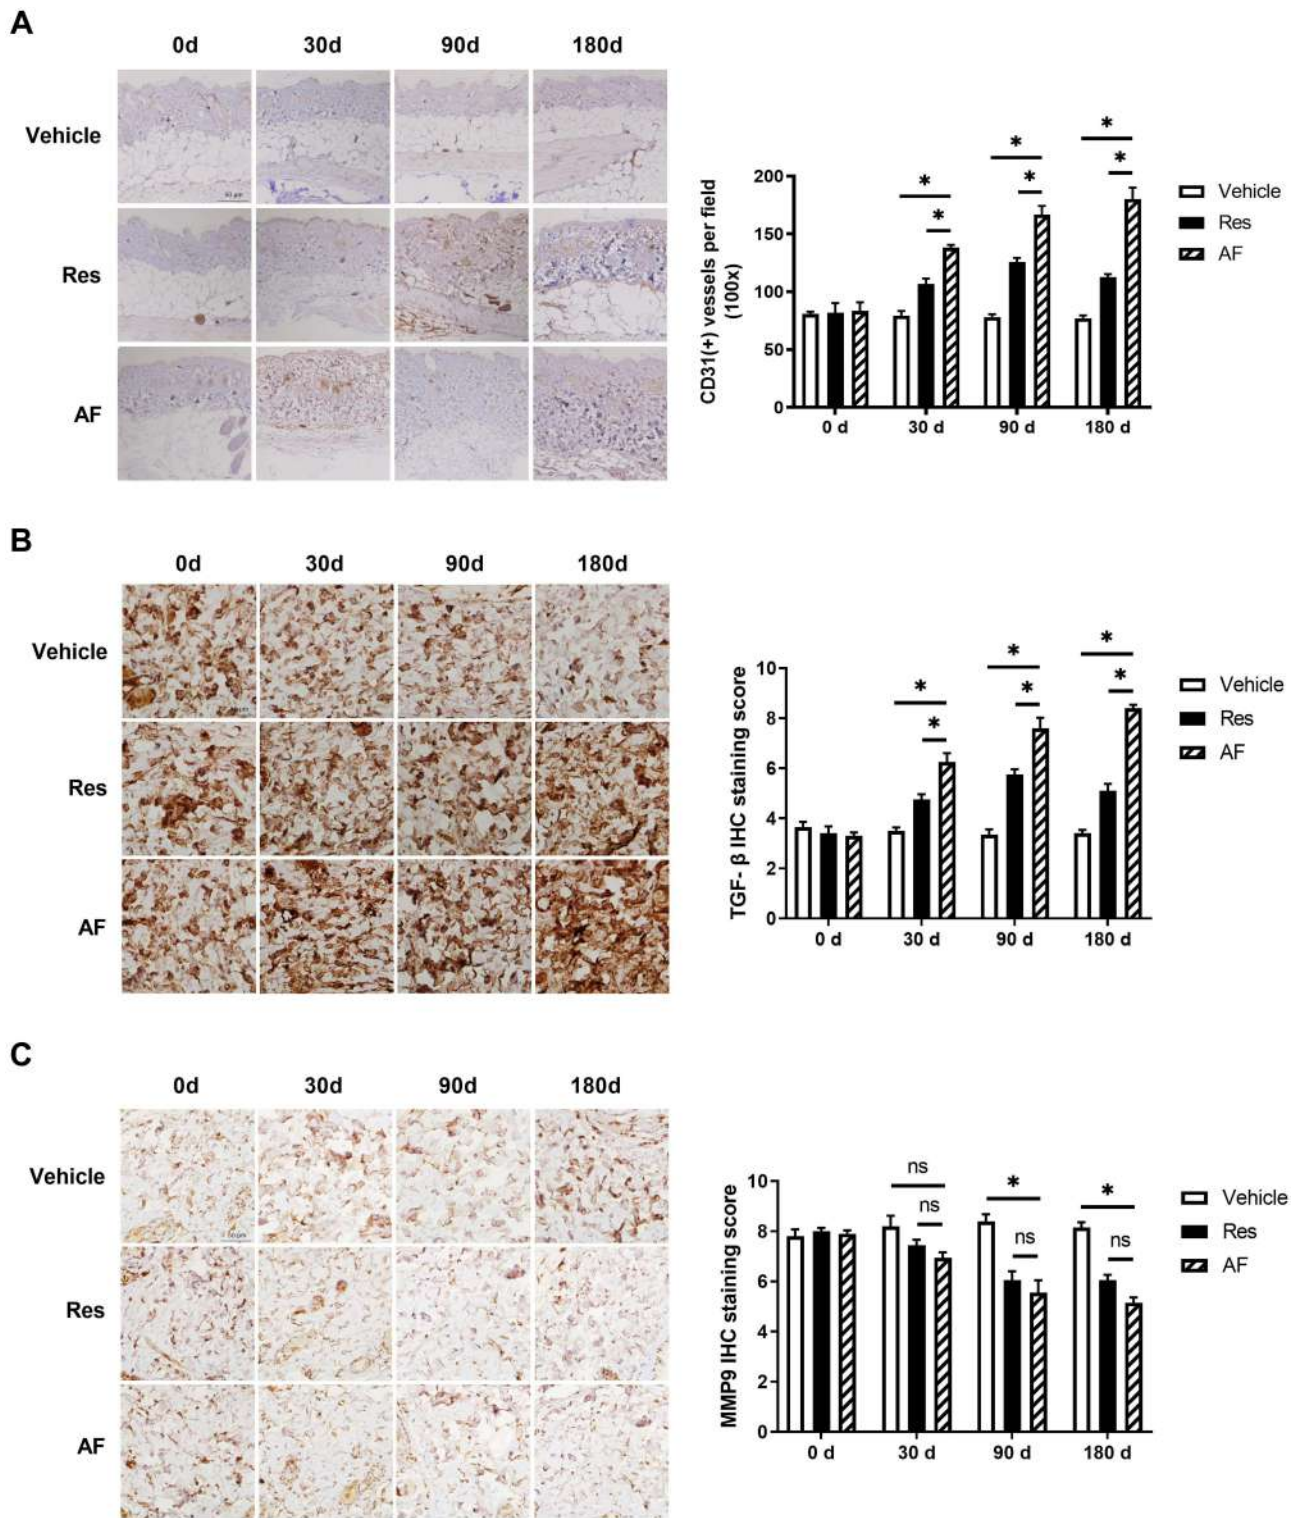 A
0d 30d 90d 180d
Vehicle
Res
AF
CD31(+) vessels per field
(100x)
200
150
100
50
0
0 d 30 d 90 d 180 d
* * * * * *
Vehicle
Res
AF
B
0d 30d 90d 180d
Vehicle
Res
AF
TGF- β IHC staining score
10
8
6
4
2
0
0 d 30 d 90 d 180 d
* * * * * *
Vehicle
Res
AF
C
0d 30d 90d 180d
Vehicle
Res
AF
MMP9 IHC staining score
10
8
6
4
2
0
0 d 30 d 90 d 180 d
ns * *
ns ns ns
Vehicle
Res
AF